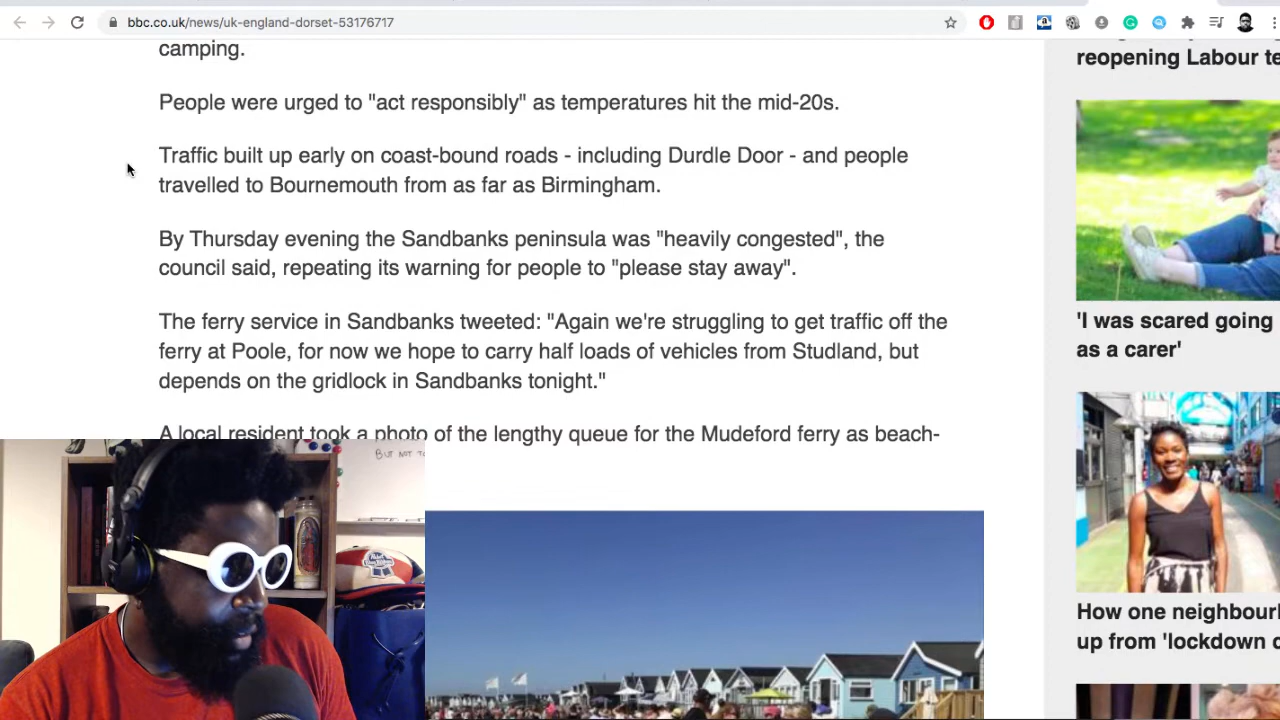 bbc.co.uk/news/uk-england-dorset-53176717
camping.
People were urged to "act responsibly" as temperatures hit the mid-20s.
Traffic built up early on coast-bound roads - including Durdle Door - and people
travelled to Bournemouth from as far as Birmingham.
By Thursday evening the Sandbanks peninsula was "heavily congested", the
council said, repeating its warning for people to "please stay away".
The ferry service in Sandbanks tweeted: "Again we're struggling to get traffic off the
ferry at Poole, for now we hope to carry half loads of vehicles from Studland, but
depends on the gridlock in Sandbanks tonight."
A local resident took a photo of the lengthy queue for the Mudeford ferry as beach-
reopening Labour te
'I was scared going
as a carer'
How one neighbourh
up from 'lockdown
BUT NOT TO